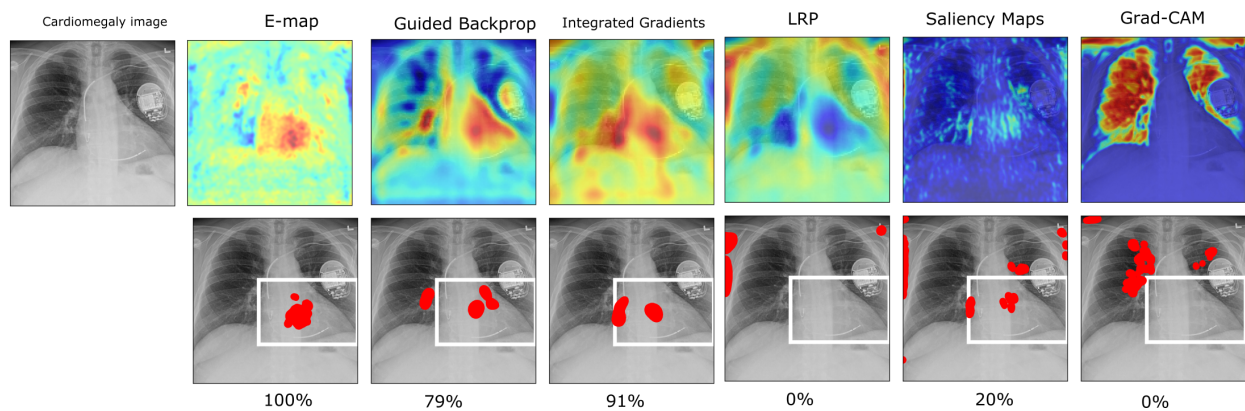 Cardiomegaly image
E-map
Guided Backprop
Integrated Gradients
LRP
Saliency Maps
Grad-CAM
100%
79%
91%
0%
20%
0%